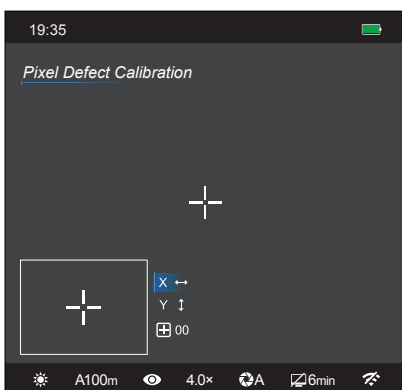 19:35
Pixel Defect Calibration
X ↔
Y ↕
00
A100m 4.0× A 6min